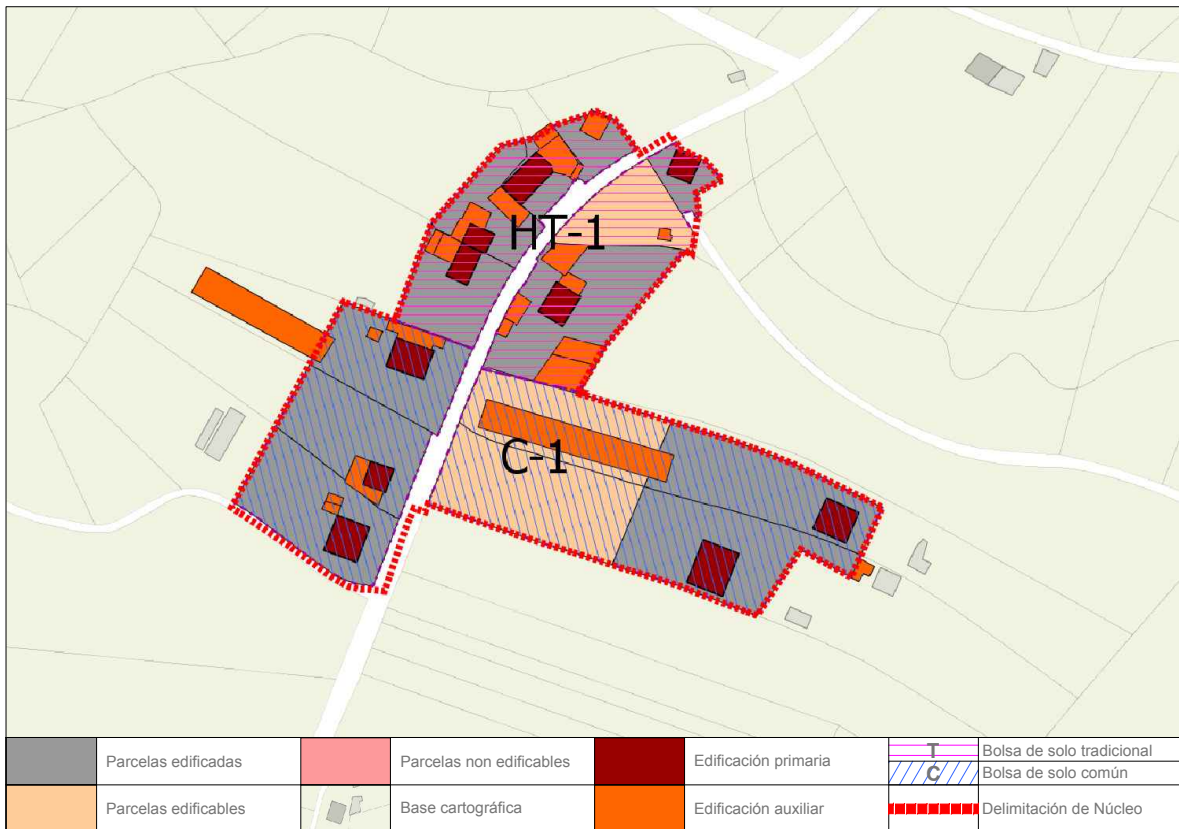 HT-1
C-1
Parcelas edificadas
Parcelas non edificables
Edificación primaria
T
Bolsa de solo tradicional
C
Bolsa de solo común
Parcelas edificables
Base cartográfica
Edificación auxiliar
Delimitación de Núcleo